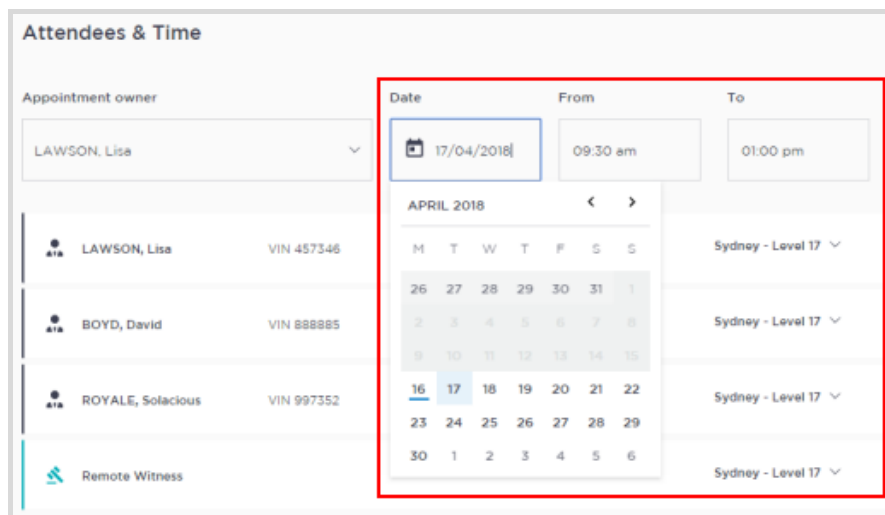 Attendees & Time
Appointment owner
Date
From
To
LAWSON, Lisa
17/04/2018
09:30 am
01:00 pm
APRIL 2018
M T W T F S S
26 27 28 29 30 31 1
2 3 4 5 6 7 8
9 10 11 12 13 14 15
16 17 18 19 20 21 22
23 24 25 26 27 28 29
30 1 2 3 4 5 6
LAWSON, Lisa VIN 457346 Sydney - Level 17
BOYD, David VIN 888885 Sydney - Level 17
ROYALE, Solacious VIN 997352 Sydney - Level 17
Remote Witness Sydney - Level 17